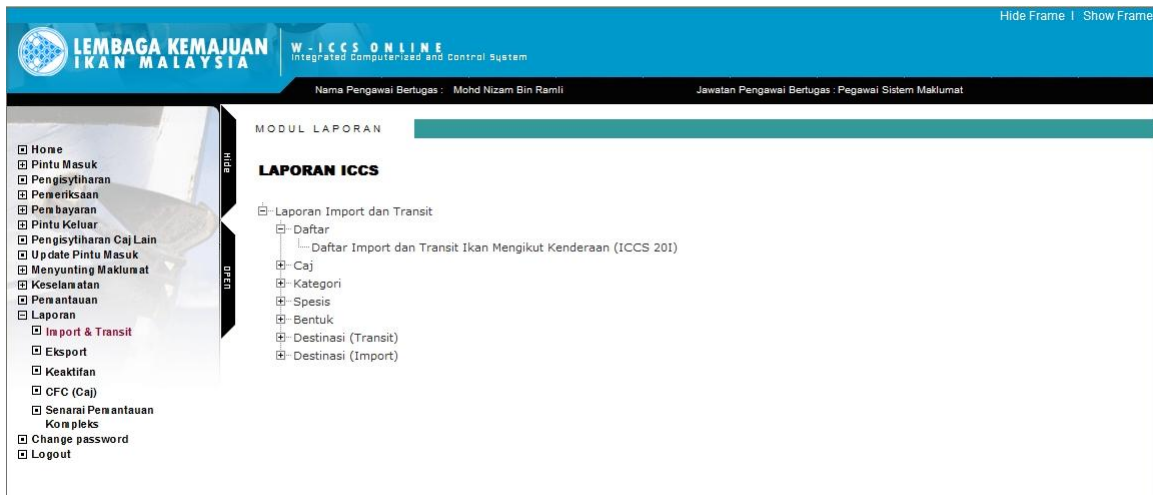 Hide Frame I Show Frame
LEMBAGA KEMAJUAN
IKAN MALAYSIA
W-ICCS ONLINE
Integrated Computerized and Control System
Nama Pengawai Bertugas : Mohd Nizam Bin Ramli
Jawatan Pengawai Bertugas : Pegawai Sistem Maklumat
Home
Pintu Masuk
Pengisytiharan
Pemeriksaan
Pembayaran
Pintu Keluar
Pengisytiharan Caj Lain
Update Pintu Masuk
Menyunting Maklumat
Keselamatan
Pemantauan
Laporan
Import & Transit
Eksport
Keaktifan
CFC (Caj)
Senarai Pemantauan
Kompleks
Change password
Logout
Hide
OPEN
MODUL LAPORAN
LAPORAN ICCS
Laporan Import dan Transit
Daftar
Daftar Import dan Transit Ikan Mengikut Kenderaan (ICCS 20I)
Caj
Kategori
Spesis
Bentuk
Destinasi (Transit)
Destinasi (Import)